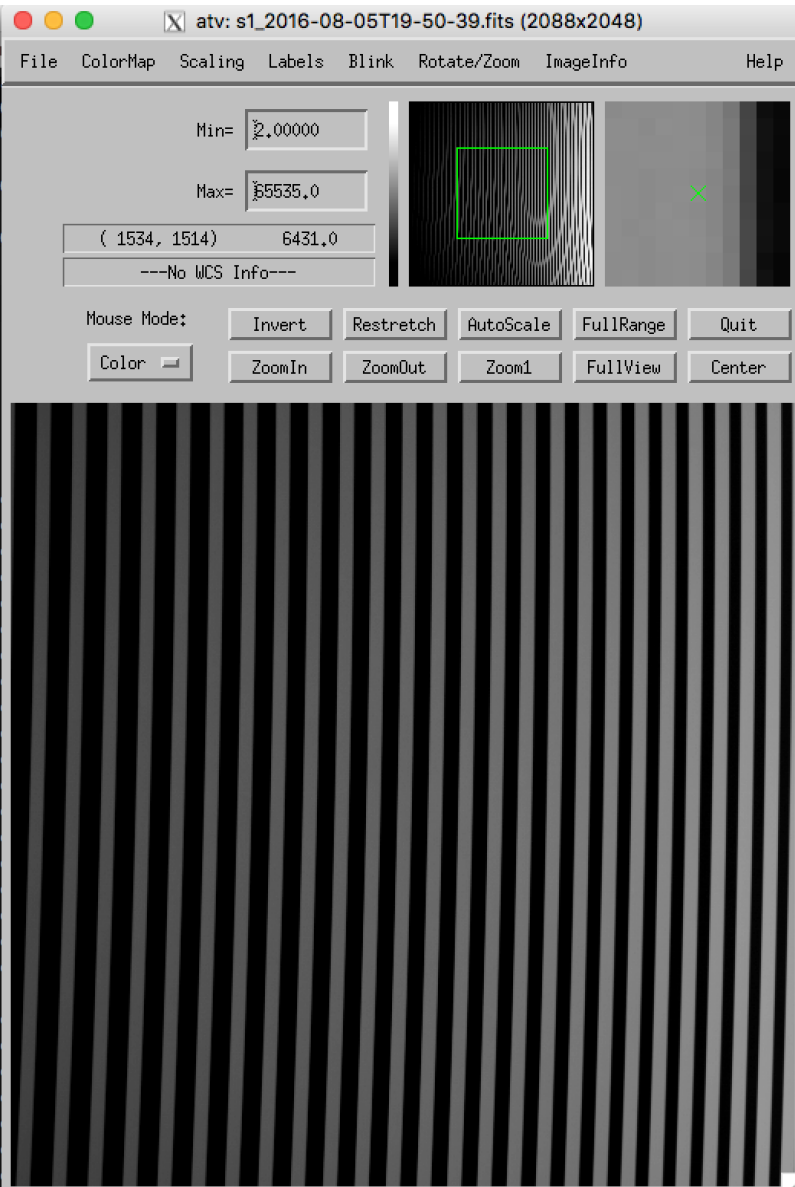 X atv: s1_2016-08-05T19-50-39.fits (2088x2048)
File ColorMap Scaling Labels Blink Rotate/Zoom ImageInfo Help
Min= 2.00000
Max= 65535.0
( 1534, 1514) 6431.0
---No WCS Info---
Mouse Mode: Invert Restretch AutoScale FullRange Quit
Color ZoomIn ZoomOut Zoom1 FullView Center